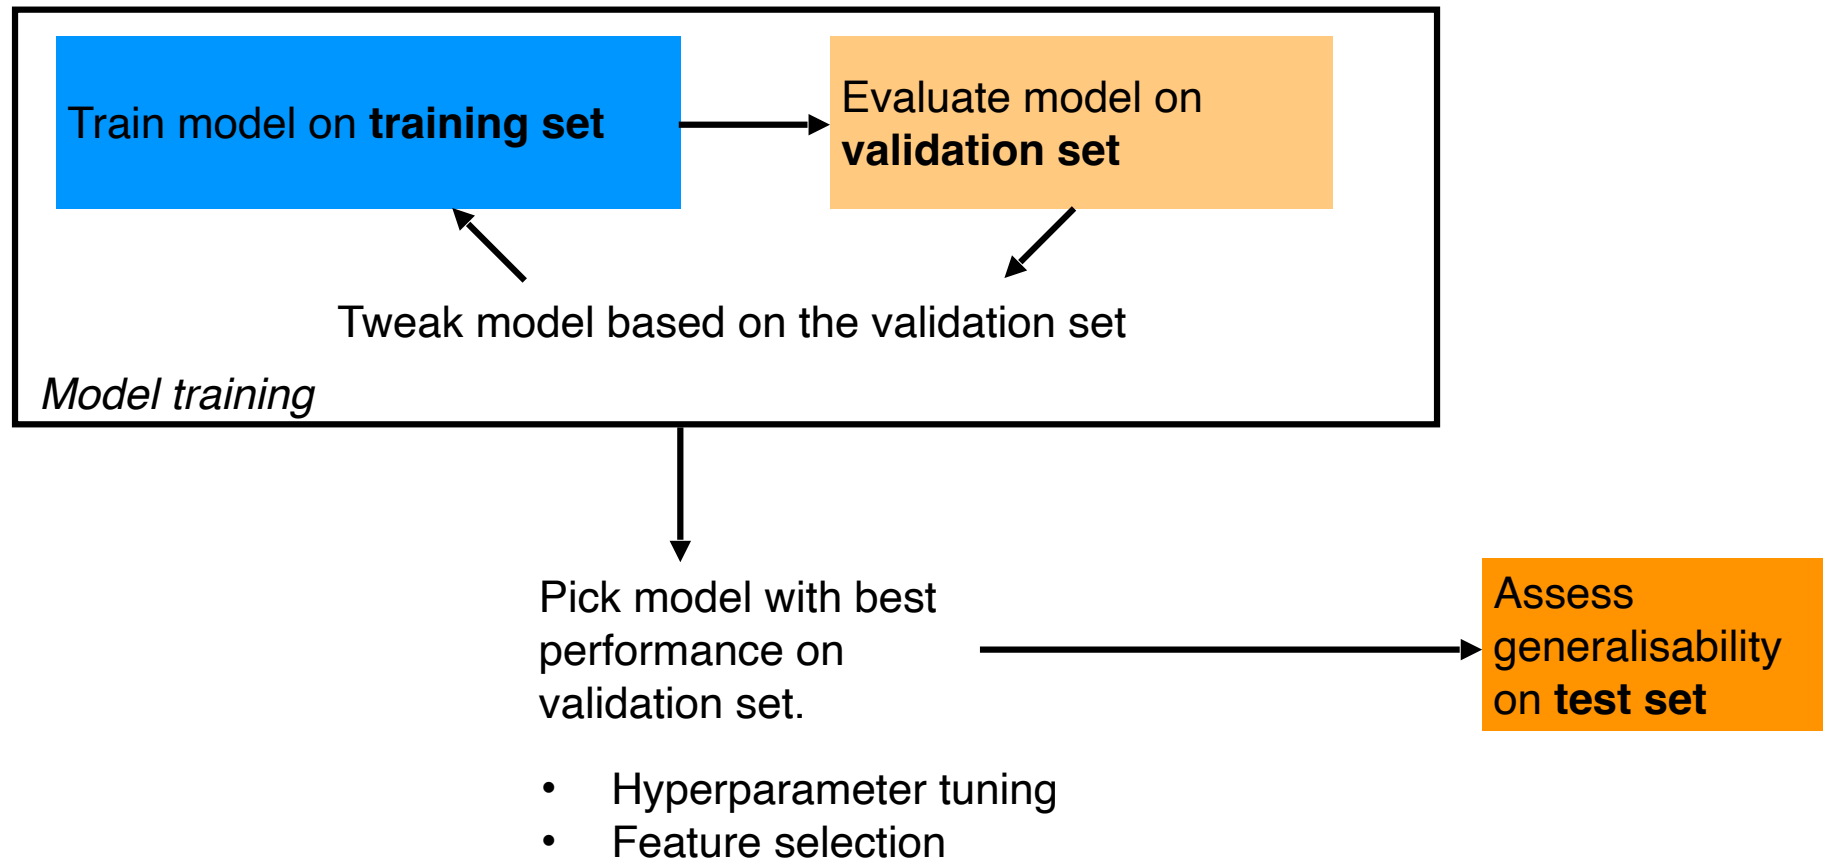 Train model on training set
Evaluate model on
validation set
Tweak model based on the validation set
Model training
Pick model with best
performance on
validation set.
• Hyperparameter tuning
• Feature selection
Assess
generalisability
on test set